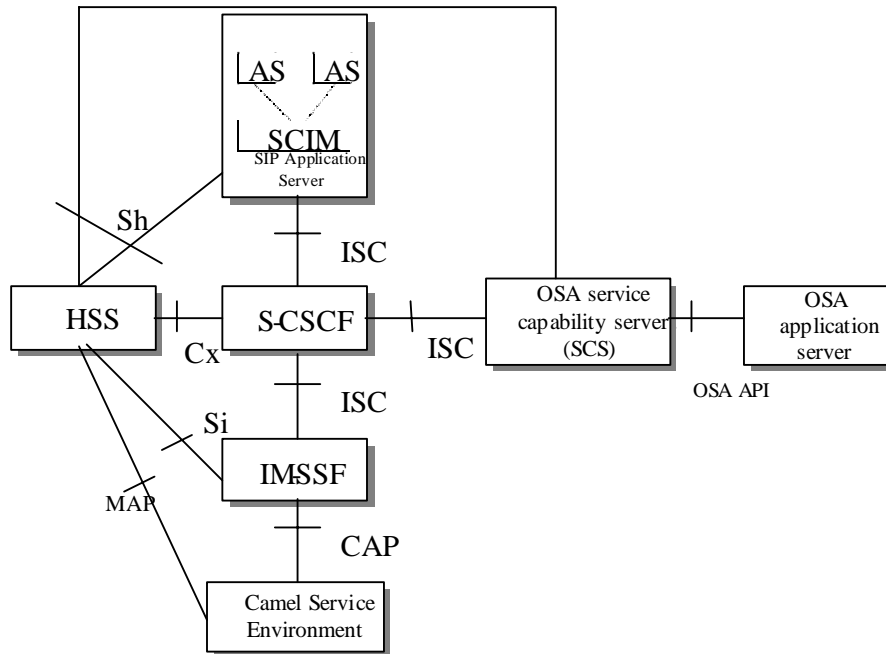 AS AS
SCIM
SIP Application
Server
Sh
ISC
HSS
S-CSCF
OSA service
capability server
(SCS)
OSA
application
server
Cx
ISC
ISC
OSA API
Si
IM-SSF
MAP
CAP
Camel Service
Environment